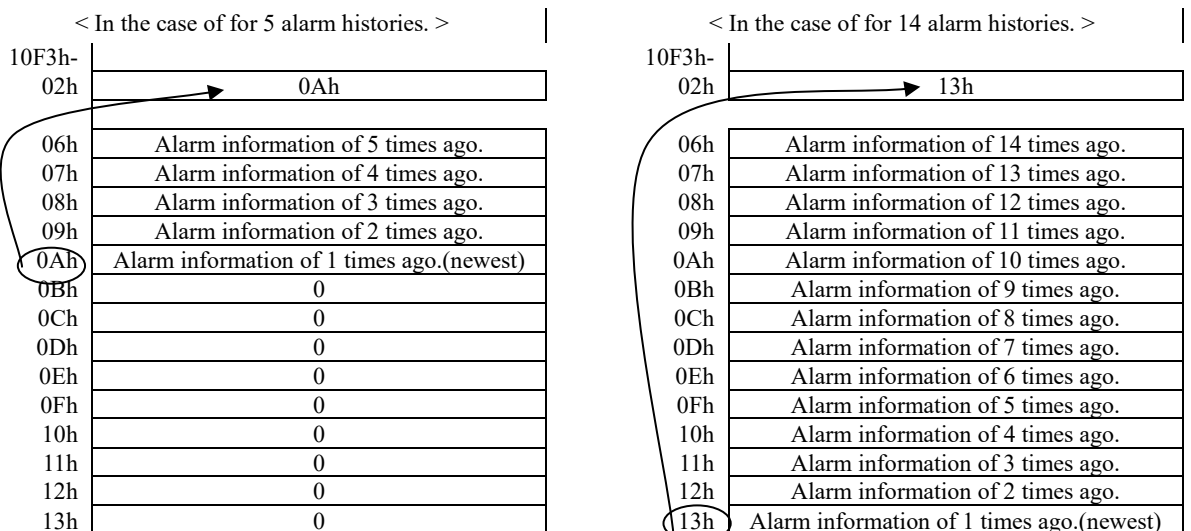 < In the case of for 5 alarm histories. >
10F3h-
02h 0Ah
06h Alarm information of 5 times ago.
07h Alarm information of 4 times ago.
08h Alarm information of 3 times ago.
09h Alarm information of 2 times ago.
0Ah Alarm information of 1 times ago.(newest)
0Bh 0
0Ch 0
0Dh 0
0Eh 0
0Fh 0
10h 0
11h 0
12h 0
13h 0
< In the case of for 14 alarm histories. >
10F3h-
02h 13h
06h Alarm information of 14 times ago.
07h Alarm information of 13 times ago.
08h Alarm information of 12 times ago.
09h Alarm information of 11 times ago.
0Ah Alarm information of 10 times ago.
0Bh Alarm information of 9 times ago.
0Ch Alarm information of 8 times ago.
0Dh Alarm information of 7 times ago.
0Eh Alarm information of 6 times ago.
0Fh Alarm information of 5 times ago.
10h Alarm information of 4 times ago.
11h Alarm information of 3 times ago.
12h Alarm information of 2 times ago.
13h Alarm information of 1 times ago.(newest)